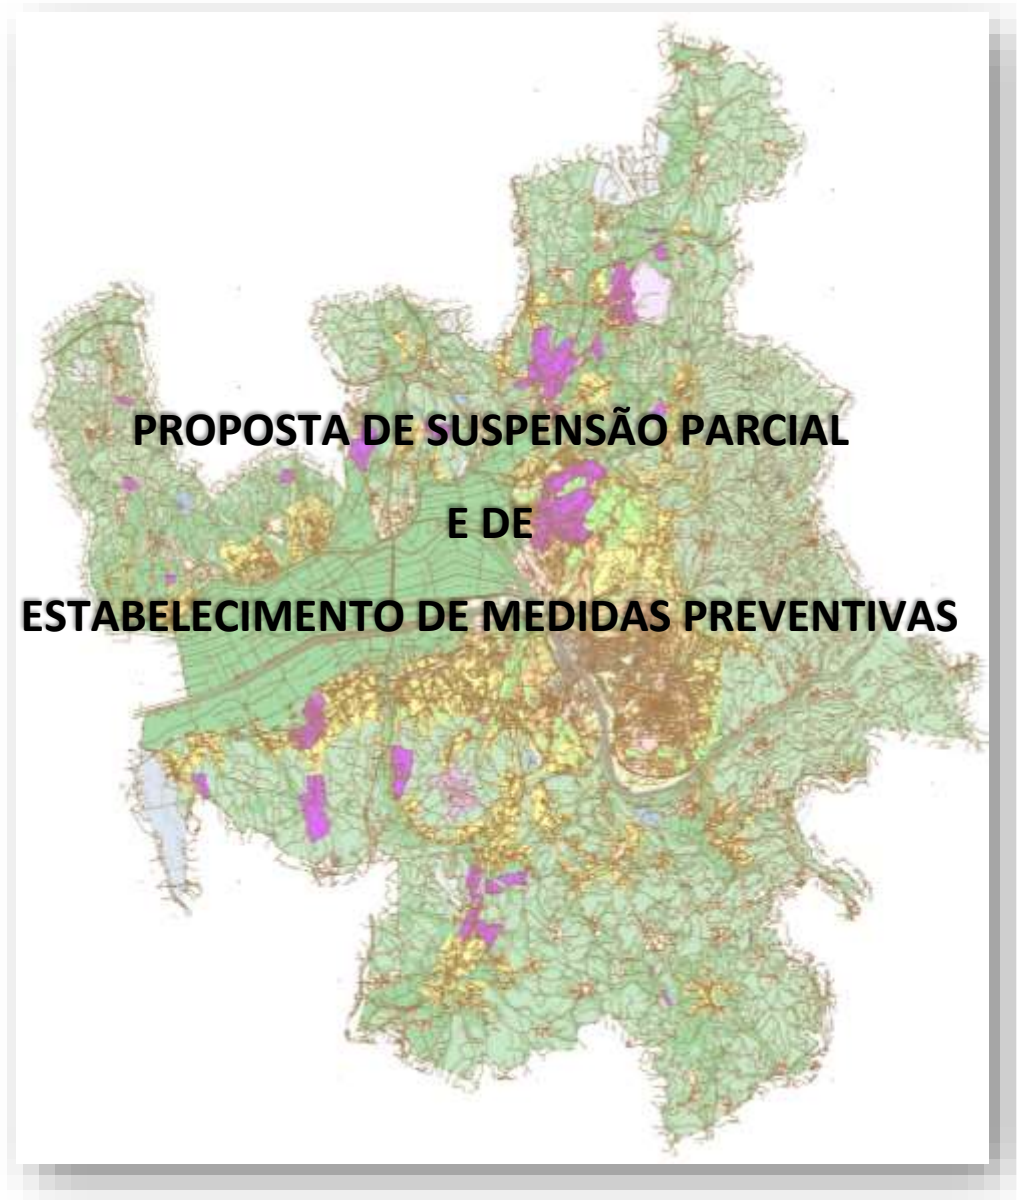 PROPOSTA DE SUSPENSÃO PARCIAL
E DE
ESTABELECIMENTO DE MEDIDAS PREVENTIVAS